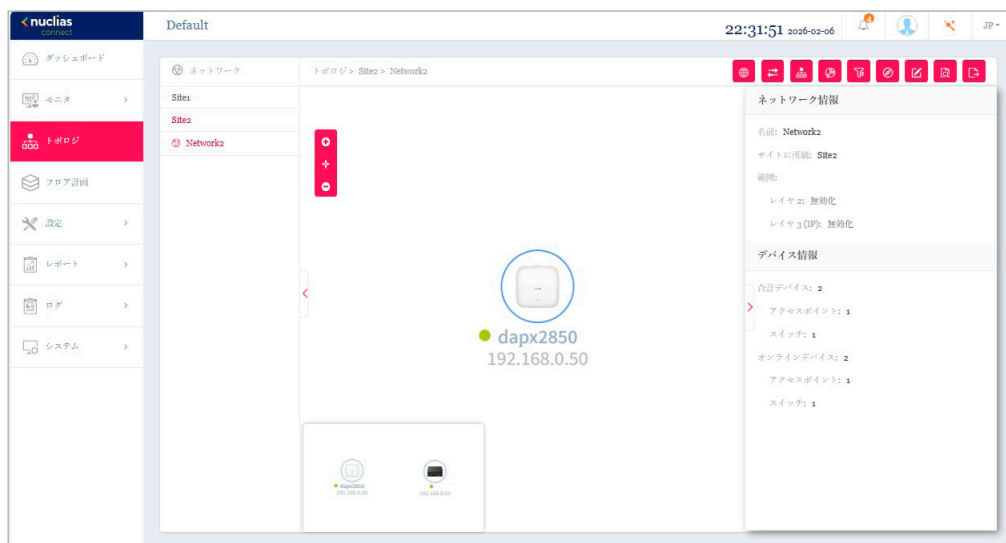 nuclias
connect
Default
22:31:51 2026-02-06
4
JP
ダッシュボード
モニタ
トポロジ
フロア計画
設定
レポート
ログ
システム
ネットワーク
Site1
Site2
Network2
トポロジ > Site2 > Network2
dapx2850
192.168.0.50
dapx2850
192.168.0.50
ネットワーク情報
名前: Network2
サイトに所属: Site2
範囲:
レイヤ 2: 無効化
レイヤ 3 (IP): 無効化
デバイス情報
合計デバイス: 2
アクセスポイント: 1
スイッチ: 1
オンラインデバイス: 2
アクセスポイント: 1
スイッチ: 1